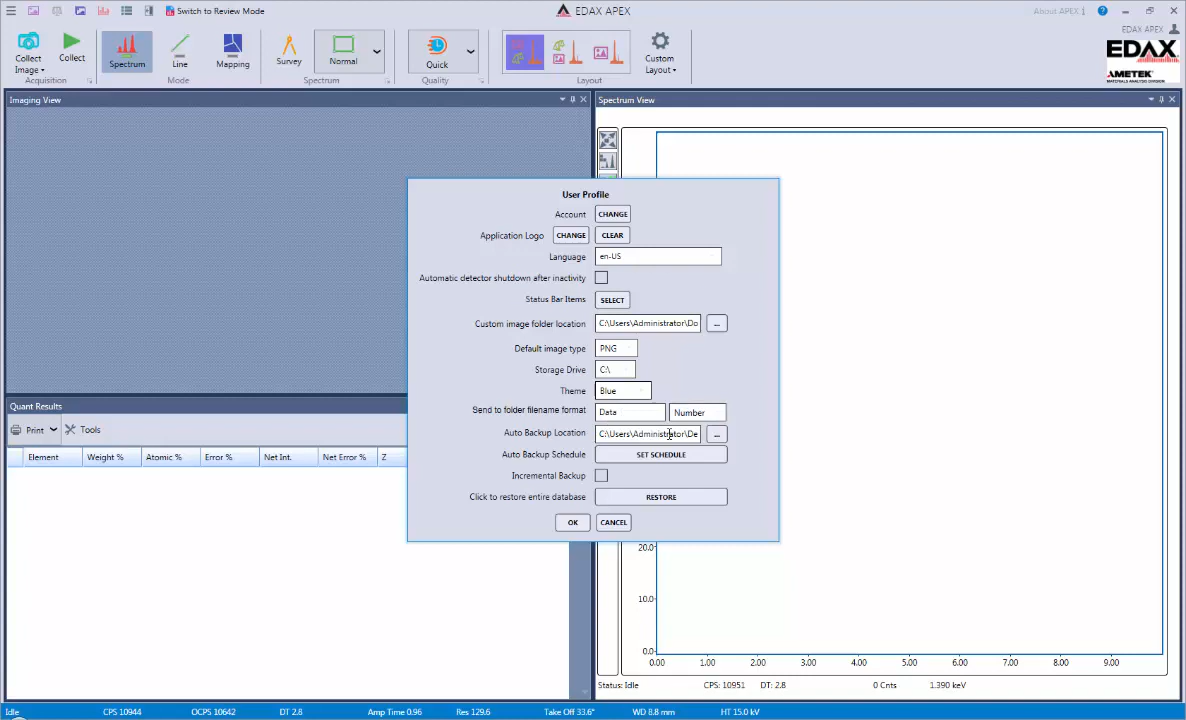 Switch to Review Mode
EDAX APEX
About APEX
EDAX APEX
Collect Image
Collect
Spectrum
Line
Mapping
Survey
Normal
Quick
Custom Layout
EDAX
AMETEK
MATERIALS ANALYSIS DIVISION
Acquisition
Mode
Spectrum
Quality
Layout
Imaging View
Spectrum View
User Profile
Account CHANGE
Application Logo CHANGE CLEAR
Language en-US
Automatic detector shutdown after inactivity
Status Bar Items SELECT
Custom image folder location C:\Users\Administrator\Do ...
Default image type PNG
Storage Drive C:\
Theme Blue
Send to folder filename format Data Number
Auto Backup Location C:\Users\Administrator\De ...
Auto Backup Schedule SET SCHEDULE
Incremental Backup
Click to restore entire database RESTORE
OK CANCEL
Quant Results
Print Tools
Element Weight % Atomic % Error % Net Int. Net Error % Z
20.0
10.0
0.0
0.00 1.00 2.00 3.00 4.00 5.00 6.00 7.00 8.00 9.00
Status: Idle CPS: 10951 DT: 2.8 0 Cnts 1.390 keV
Idle CPS 10944 OCPS 10642 DT 2.8 Amp Time 0.96 Res 129.6 Take Off 33.6° WD 8.8 mm HT 15.0 kV